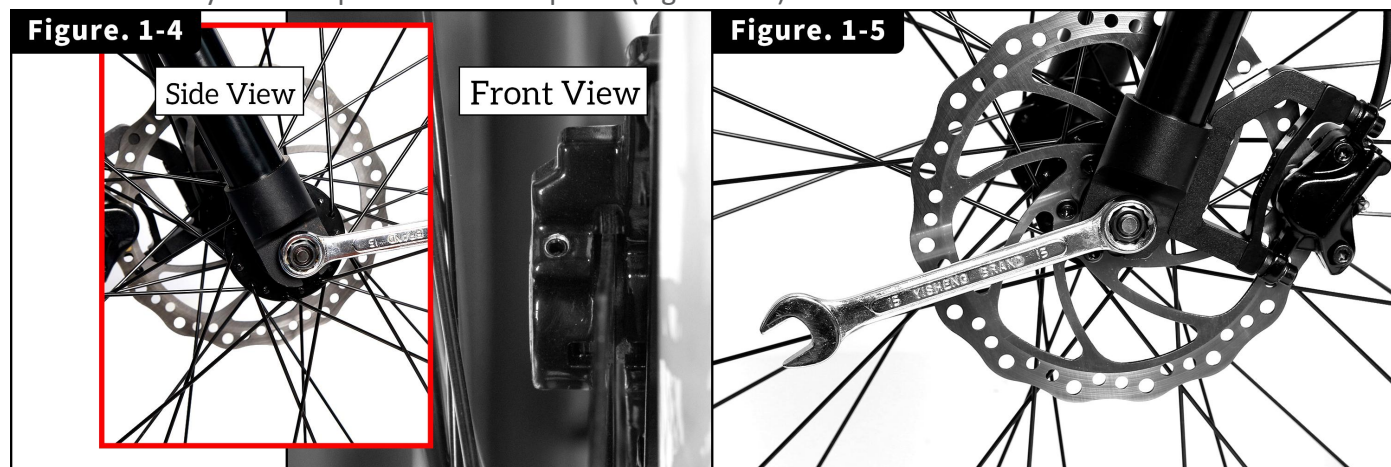 Figure. 1-4
Side View
Front View
Figure. 1-5
15 YISHENG BRAND 15